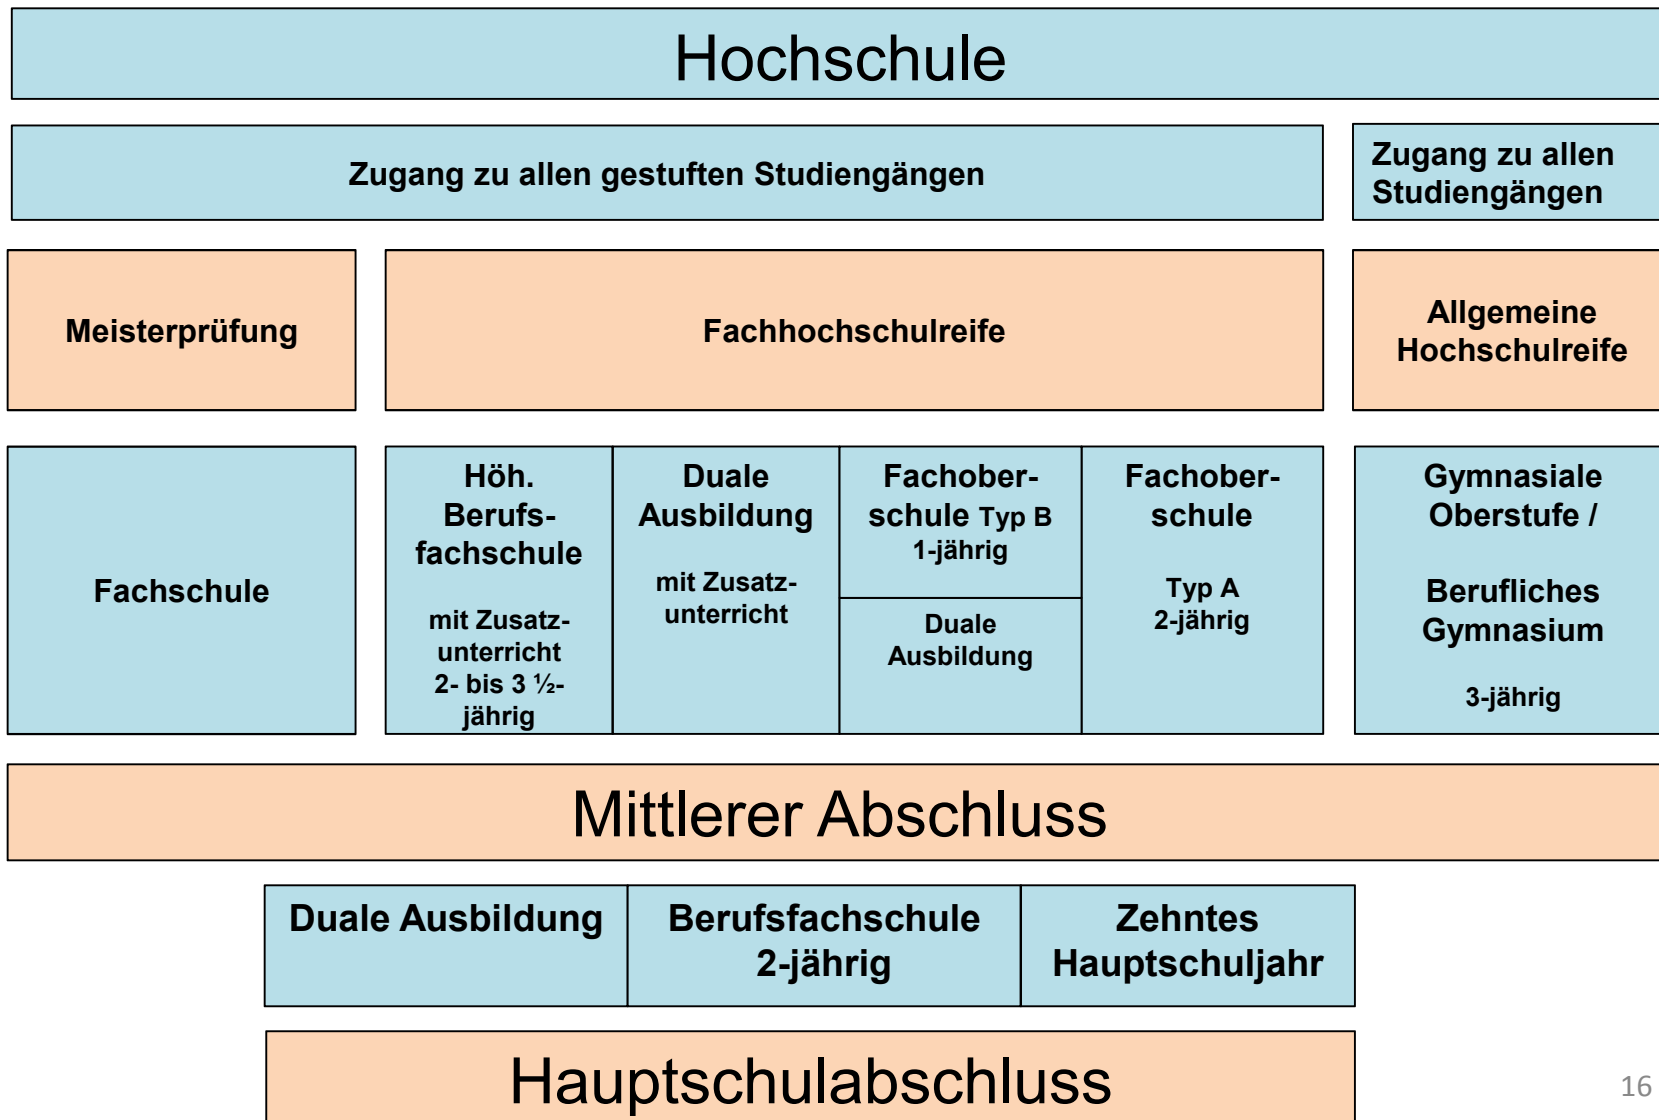 Hochschule
Zugang zu allen gestuften Studiengängen
Zugang zu allen
Studiengängen
Meisterprüfung
Fachhochschulreife
Allgemeine
Hochschulreife
Fachschule
Höh.
Berufs-
fachschule
mit Zusatz-
unterricht
2- bis 3 ½-
jährig
Duale
Ausbildung
mit Zusatz-
unterricht
Fachober-
schule Typ B
1-jährig
Duale
Ausbildung
Fachober-
schule
Typ A
2-jährig
Gymnasiale
Oberstufe /
Berufliches
Gymnasium
3-jährig
Mittlerer Abschluss
Duale Ausbildung
Berufsfachschule
2-jährig
Zehntes
Hauptschuljahr
Hauptschulabschluss
16